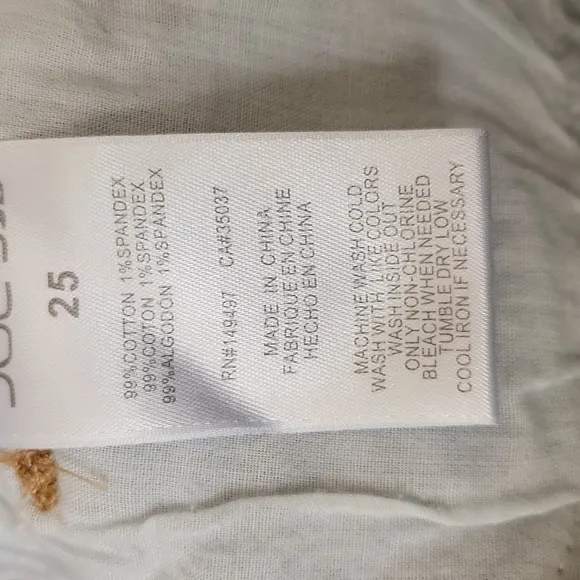 25
99%COTTON 1%SPANDEX
99%COTON 1%SPANDEX
99%ALGODÓN 1%SPANDEX
RN#149497 CA#35037
MADE IN CHINA
FABRIQUE EN CHINE
HECHO EN CHINA
MACHINE WASH COLD
WASH WITH LIKE COLORS
WASH INSIDE OUT
ONLY NON-CHLORINE
BLEACH WHEN NEEDED
TUMBLE DRY LOW
COOL IRON IF NECESSARY